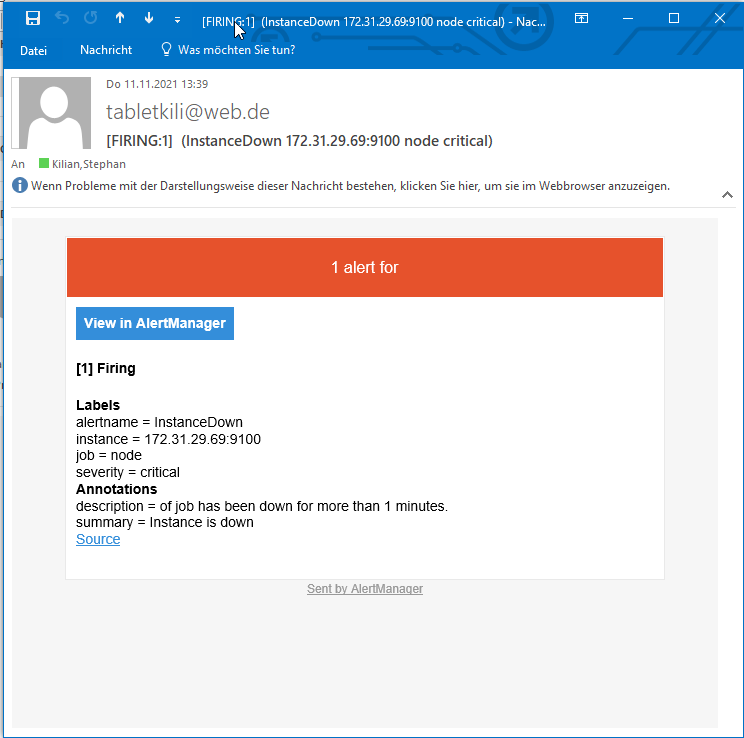 [FIRING:1] (InstanceDown 172.31.29.69:9100 node critical) - Nac...
Datei Nachricht Was möchten Sie tun?
Do 11.11.2021 13:39
tabletkili@web.de
[FIRING:1] (InstanceDown 172.31.29.69:9100 node critical)
An Kilian,Stephan
Wenn Probleme mit der Darstellungsweise dieser Nachricht bestehen, klicken Sie hier, um sie im Webbrowser anzuzeigen.
1 alert for
View in AlertManager
[1] Firing
Labels
alertname = InstanceDown
instance = 172.31.29.69:9100
job = node
severity = critical
Annotations
description = of job has been down for more than 1 minutes.
summary = Instance is down
Source
Sent by AlertManager